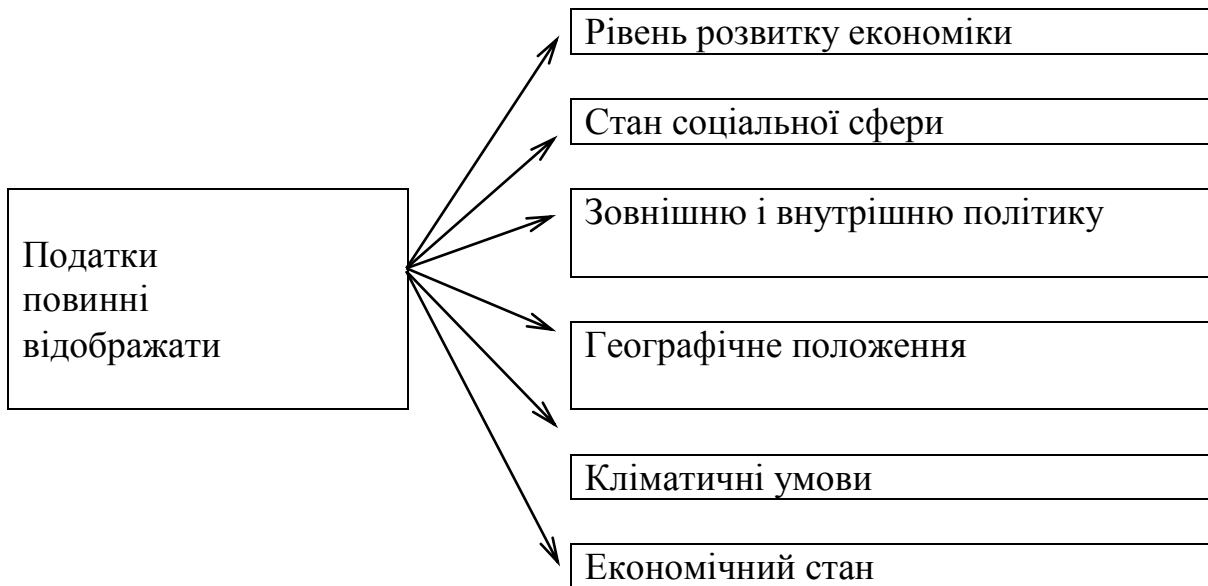 Податки
повинні
відображати
Рівень розвитку економіки
Стан соціальної сфери
Зовнішню і внутрішню політику
Географічне положення
Кліматичні умови
Економічний стан